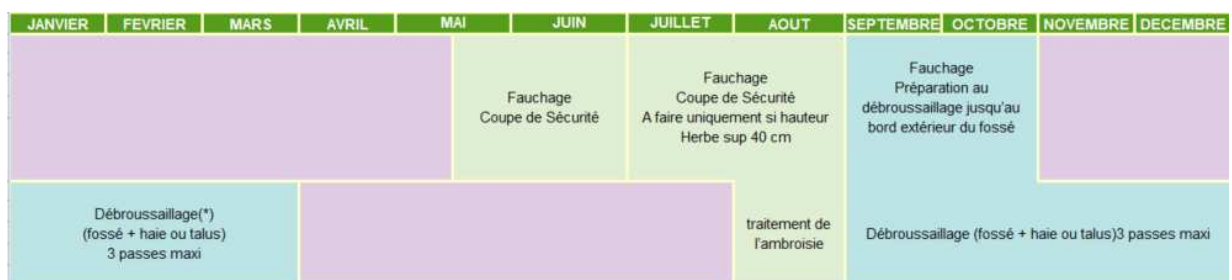 JANVIER FEVRIER MARS AVRIL MAI JUIN JUILLET AOUT SEPTEMBRE OCTOBRE NOVEMBRE DECEMBRE
Fauchage
Coupe de Sécurité
Fauchage
Coupe de Sécurité
A faire uniquement si hauteur
Herbe sup 40 cm
Fauchage
Préparation au
débroussaillage jusqu'au
bord extérieur du fossé
Débroussaillage(*)
(fossé + haie ou talus)
3 passes maxi
traitement de
l'ambroisie
Débroussaillage (fossé + haie ou talus)3 passes maxi